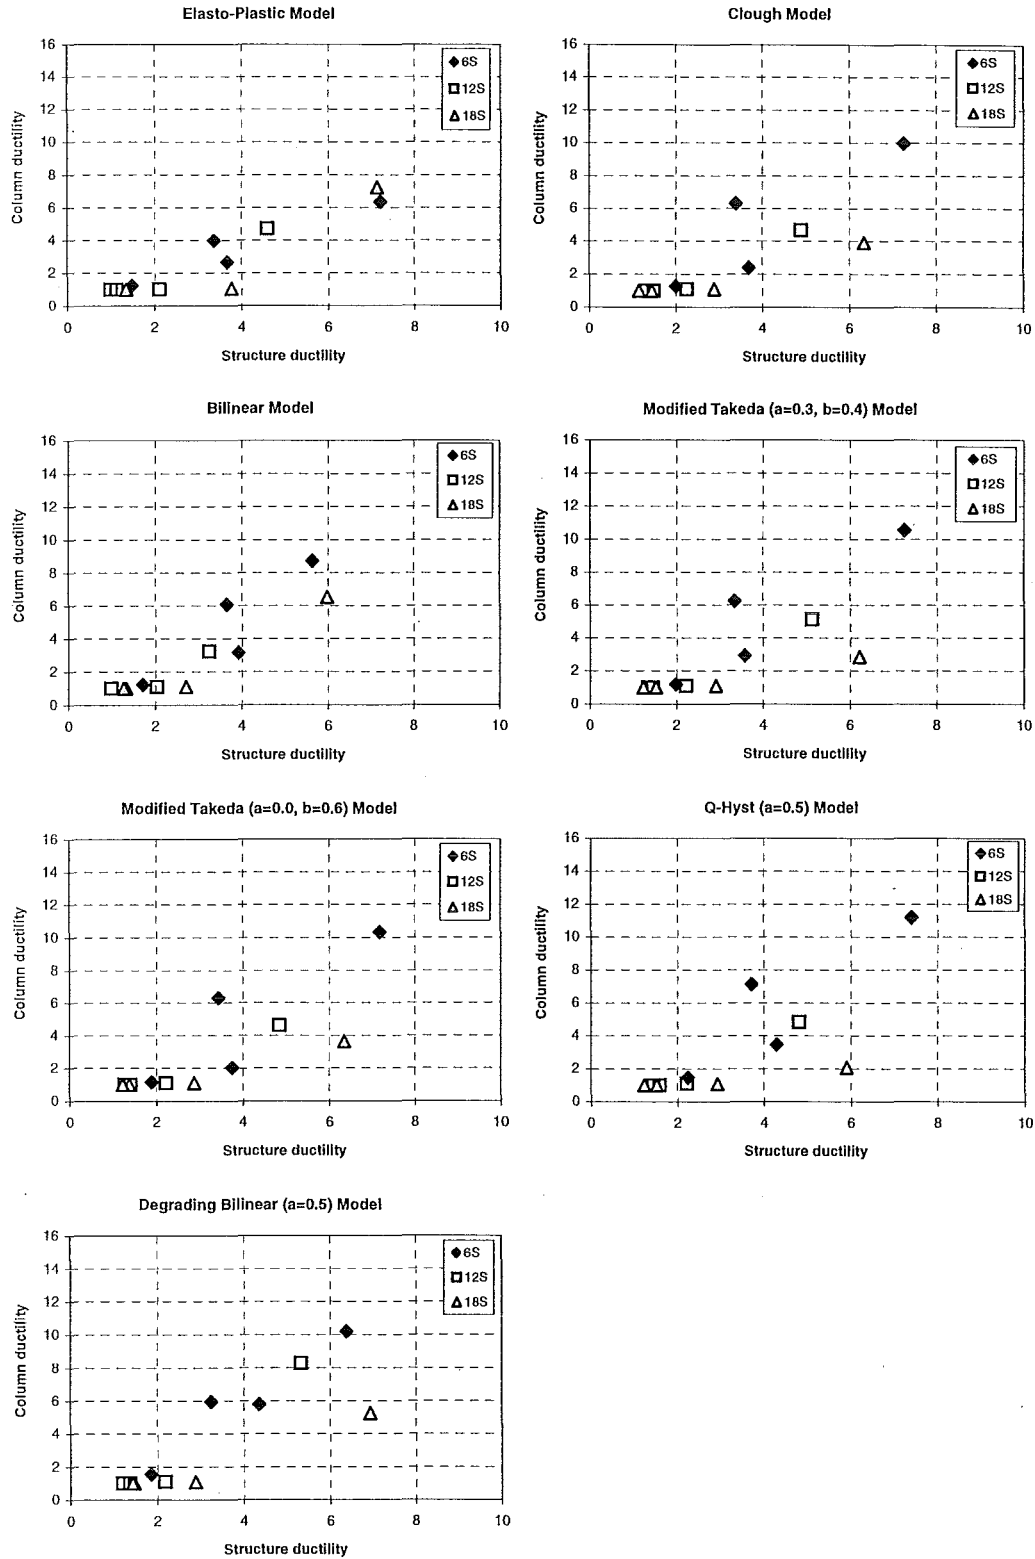 Elasto-Plastic Model
Column ductility
16
14
12
10
8
6
4
2
0
6S
12S
18S
0 2 4 6 8 10
Structure ductility
Clough Model
Column ductility
16
14
12
10
8
6
4
2
0
6S
12S
18S
0 2 4 6 8 10
Structure ductility
Bilinear Model
Column ductility
16
14
12
10
8
6
4
2
0
6S
12S
18S
0 2 4 6 8 10
Structure ductility
Modified Takeda (a=0.3, b=0.4) Model
Column ductility
16
14
12
10
8
6
4
2
0
6S
12S
18S
0 2 4 6 8 10
Structure ductility
Modified Takeda (a=0.0, b=0.6) Model
Column ductility
16
14
12
10
8
6
4
2
0
6S
12S
18S
0 2 4 6 8 10
Structure ductility
Q-Hyst (a=0.5) Model
Column ductility
16
14
12
10
8
6
4
2
0
6S
12S
18S
0 2 4 6 8 10
Structure ductility
Degrading Bilinear (a=0.5) Model
Column ductility
16
14
12
10
8
6
4
2
0
6S
12S
18S
0 2 4 6 8 10
Structure ductility